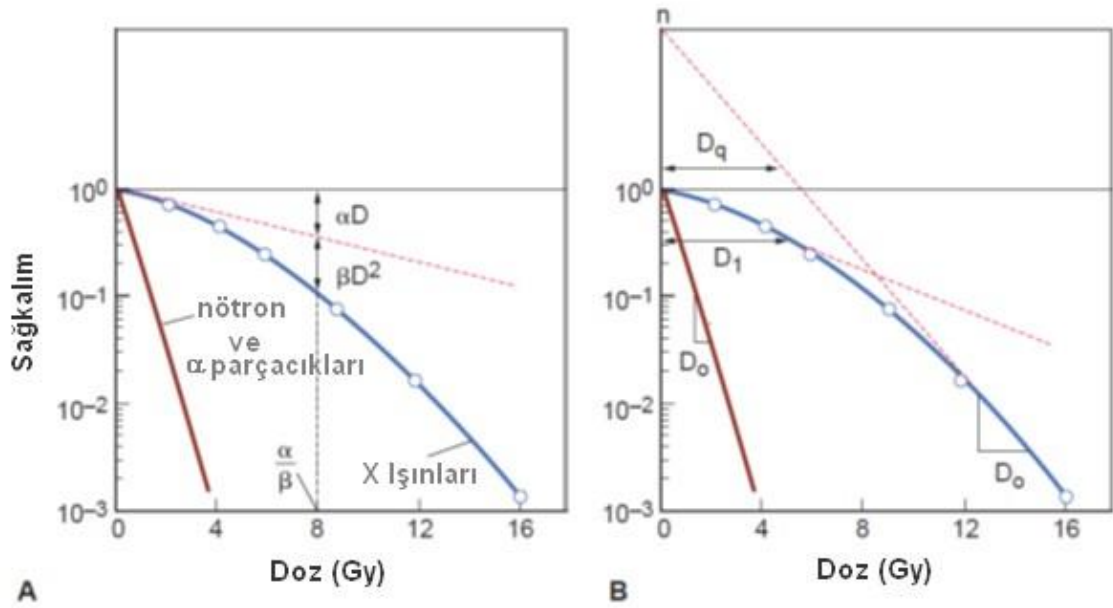 Sağkalım
10⁰
10⁻¹
10⁻²
10⁻³
αD
βD²
nötron
ve
α parçacıkları
α
β
X Işınları
0 4 8 12 16
Doz (Gy)
A
n
Dq
10⁰
D₁
10⁻¹
Do
10⁻²
Do
10⁻³
0 4 8 12 16
Doz (Gy)
B